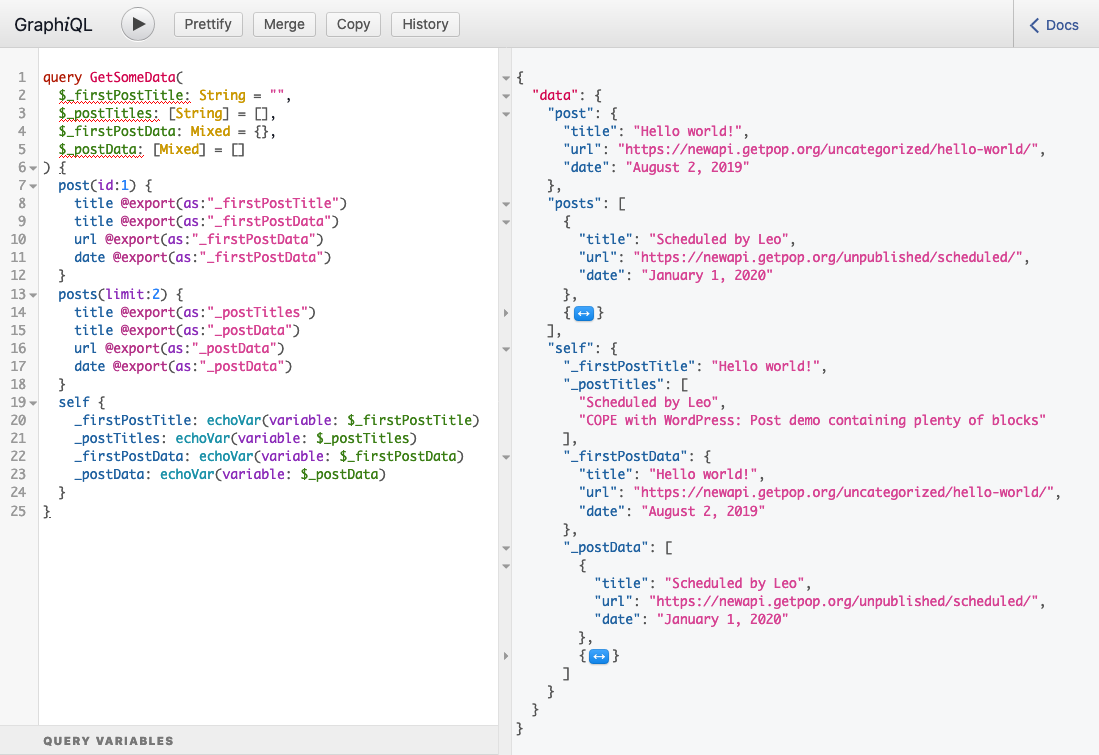 GraphiQL Prettify Merge Copy History Docs
1 query GetSomeData(
2 $_firstPostTitle: String = "",
3 $_postTitles: [String] = [],
4 $_firstPostData: Mixed = {},
5 $_postData: [Mixed] = []
6 ) {
7 post(id:1) {
8 title @export(as:"_firstPostTitle")
9 title @export(as:"_firstPostData")
10 url @export(as:"_firstPostData")
11 date @export(as:"_firstPostData")
12 }
13 posts(limit:2) {
14 title @export(as:"_postTitles")
15 title @export(as:"_postData")
16 url @export(as:"_postData")
17 date @export(as:"_postData")
18 }
19 self {
20 _firstPostTitle: echoVar(variable: $_firstPostTitle)
21 _postTitles: echoVar(variable: $_postTitles)
22 _firstPostData: echoVar(variable: $_firstPostData)
23 _postData: echoVar(variable: $_postData)
24 }
25 }
QUERY VARIABLES
{
"data": {
"post": {
"title": "Hello world!",
"url": "https://newapi.getpop.org/uncategorized/hello-world/",
"date": "August 2, 2019"
},
"posts": [
{
"title": "Scheduled by Leo",
"url": "https://newapi.getpop.org/unpublished/scheduled/",
"date": "January 1, 2020"
},
{↔}
],
"self": {
"_firstPostTitle": "Hello world!",
"_postTitles": [
"Scheduled by Leo",
"COPE with WordPress: Post demo containing plenty of blocks"
],
"_firstPostData": {
"title": "Hello world!",
"url": "https://newapi.getpop.org/uncategorized/hello-world/",
"date": "August 2, 2019"
},
"_postData": [
{
"title": "Scheduled by Leo",
"url": "https://newapi.getpop.org/unpublished/scheduled/",
"date": "January 1, 2020"
},
{↔}
]
}
}
}